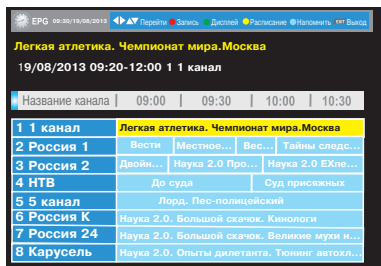 EPG 09:30/19/08/2013 Перейти Запись Дисплей Расписание Напомнить EXIT Выход
Легкая атлетика. Чемпионат мира.Москва
19/08/2013 09:20-12:00 1 1 канал
Название канала | 09:00 | 09:30 | 10:00 | 10:30
1 1 канал Легкая атлетика. Чемпионат мира.Москва
2 Россия 1 Вести Местное... Вес... Тайны следс...
3 Россия 2 Двойн... Наука 2.0 Про... Наука 2.0 EXпе...
4 НТВ До суда Суд присяжных
5 5 канал Лорд. Пес-полицейский
6 Россия К Наука 2.0. Большой скачок. Кинологи
7 Россия 24 Наука 2.0. Большой скачок. Великие мухи н...
8 Карусель Наука 2.0. Опыты дилетанта. Тюнинг автохл...